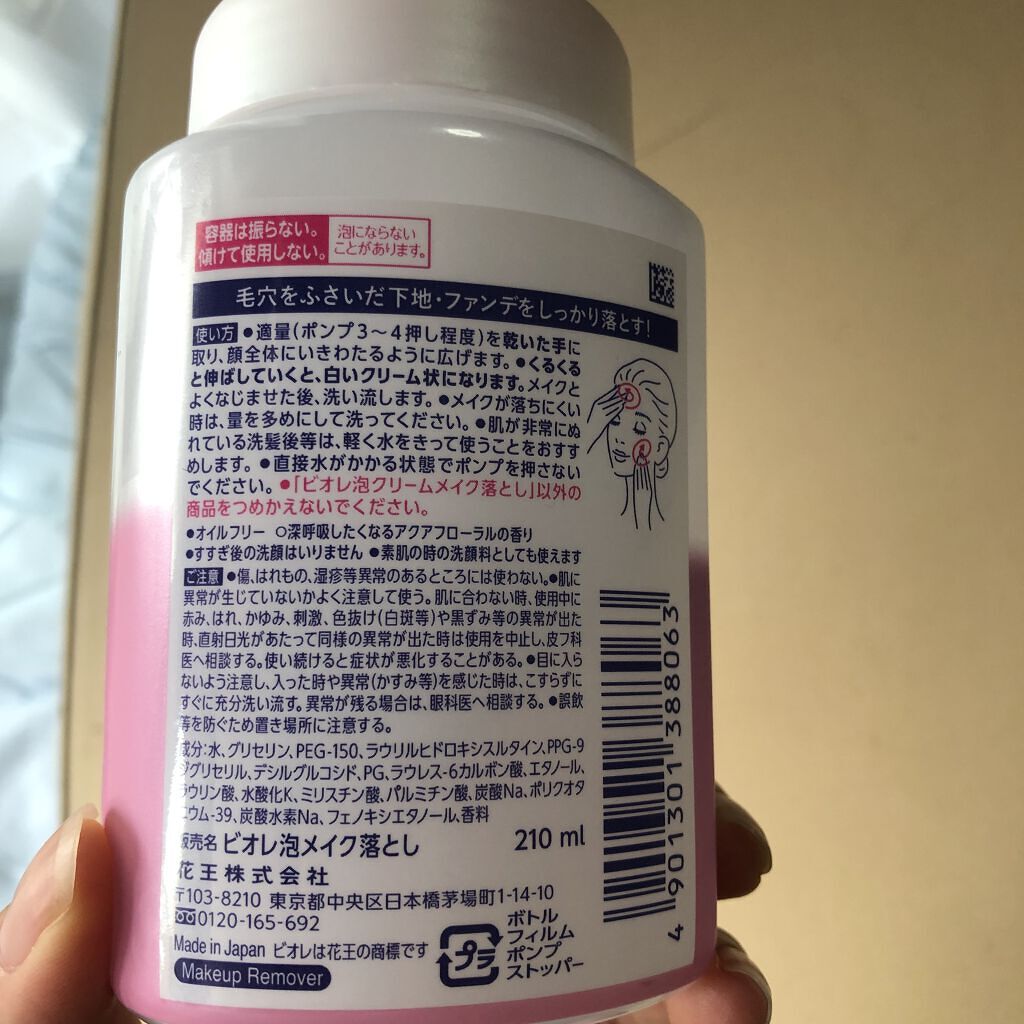 容器は振らない。
傾けて使用しない。
泡にならない
ことがあります。
毛穴をふさいだ下地・ファンデをしっかり落とす!
使い方 ●適量(ポンプ3〜4押し程度)を乾いた手に
取り、顔全体にいきわたるように広げます。●くるくる
と伸ばしていくと、白いクリーム状になります。メイクと
よくなじませた後、洗い流します。●メイクが落ちにくい
時は、量を多めにして洗ってください。●肌が非常にぬ
れている洗髪後等は、軽く水をきって使うことをおすす
めします。●直接水がかかる状態でポンプを押さない
でください。●「ビオレ泡クリームメイク落とし」以外の
商品をつめかえないでください。
●オイルフリー ○深呼吸したくなるアクアフローラルの香り
●すすぎ後の洗顔はいりません ●素肌の時の洗顔料としても使えます
ご注意 ●傷、はれもの、湿疹等異常のあるところには使わない。●肌に
異常が生じていないかよく注意して使う。肌に合わない時、使用中に
赤み、はれ、かゆみ、刺激、色抜け(白斑等)や黒ずみ等の異常が出た
時、直射日光があたって同様の異常が出た時は使用を中止し、皮フ科
医へ相談する。使い続けると症状が悪化することがある。●目に入ら
ないよう注意し、入った時や異常(かすみ等)を感じた時は、こすらずに
すぐに充分洗い流す。異常が残る場合は、眼科医へ相談する。●誤飲
等を防ぐため置き場所に注意する。
成分:水、グリセリン、PEG-150、ラウリルヒドロキシスルタイン、PPG-9
ジグリセリル、デシルグルコシド、PG、ラウレス-6カルボン酸、エタノール、
ラウリン酸、水酸化K、ミリスチン酸、パルミチン酸、炭酸Na、ポリクオタ
ニウム-39、炭酸水素Na、フェノキシエタノール、香料
販売名 ビオレ泡メイク落とし 210 ml
花王株式会社
〒103-8210 東京都中央区日本橋茅場町1-14-10
0120-165-692
Made in Japan ビオレは花王の商標です
Makeup Remover
プラ
ボトル
フィルム
ポンプ
ストッパー
4 901301 388063